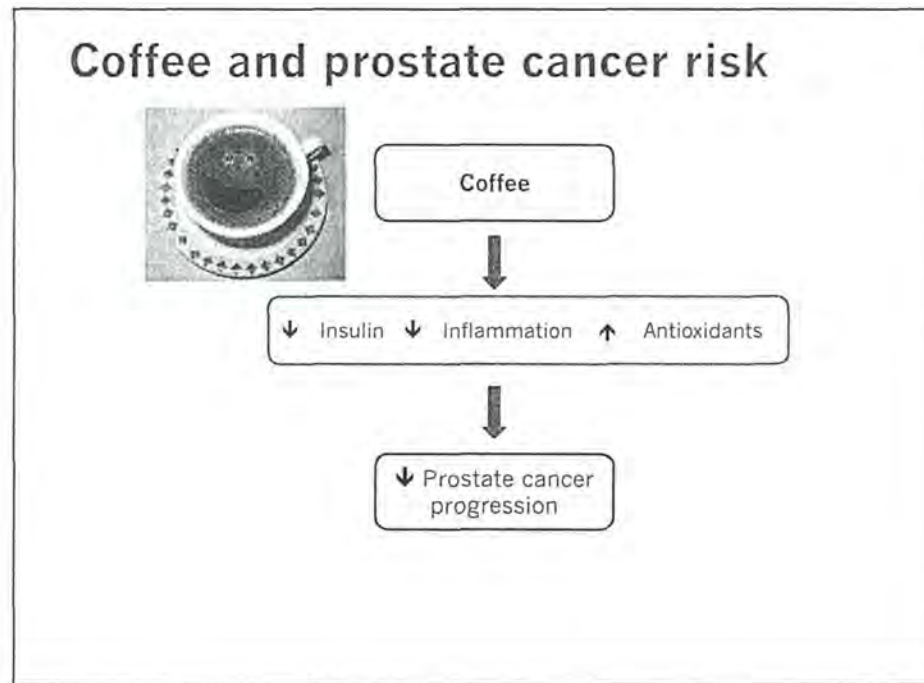 Coffee and prostate cancer risk
Coffee
↓ Insulin ↓ Inflammation ↑ Antioxidants
↓ Prostate cancer
progression